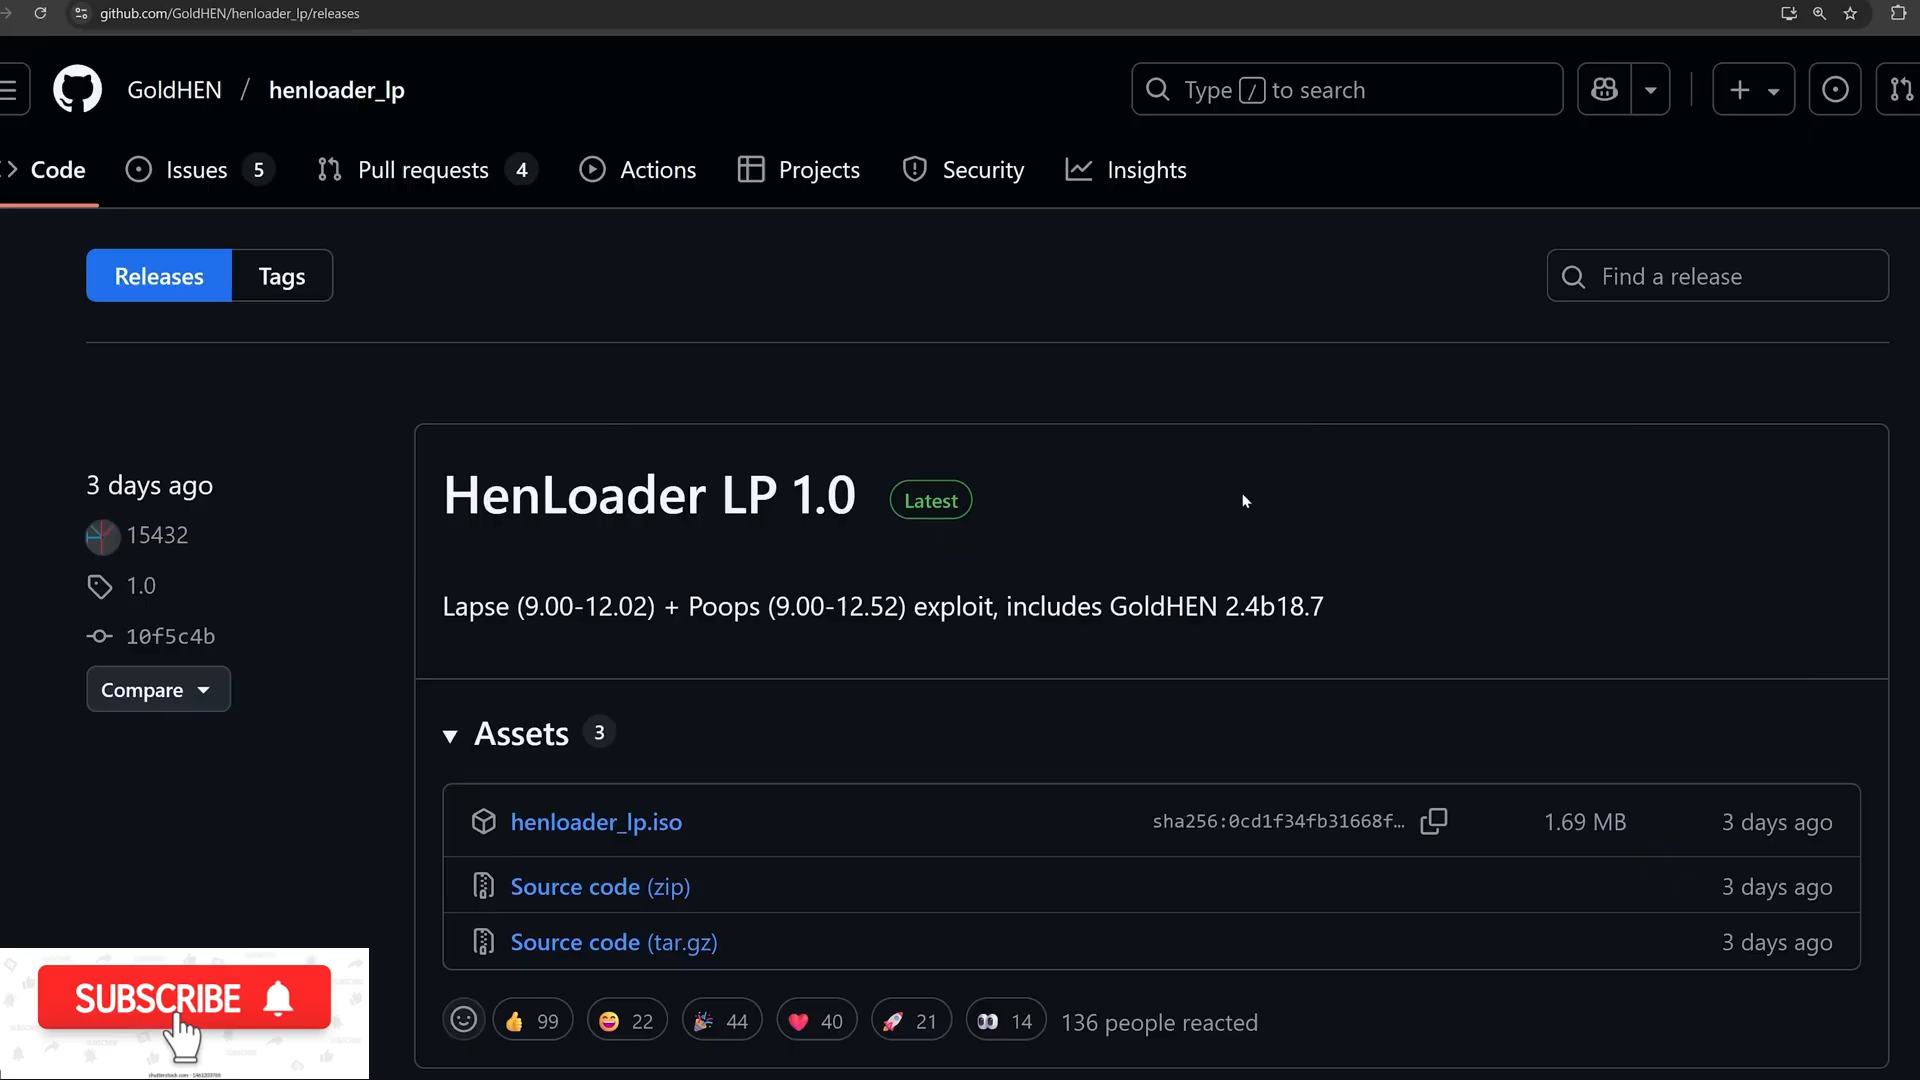 github.com/GoldHEN/henloader_lp/releases
GoldHEN / henloader_lp
Type / to search
Code
Issues 5
Pull requests 4
Actions
Projects
Security
Insights
Releases
Tags
Find a release
3 days ago
15432
1.0
10f5c4b
Compare
HenLoader LP 1.0
Latest
Lapse (9.00-12.02) + Poops (9.00-12.52) exploit, includes GoldHEN 2.4b18.7
Assets 3
henloader_lp.iso sha256:0cd1f34fb31668f… 1.69 MB 3 days ago
Source code (zip) 3 days ago
Source code (tar.gz) 3 days ago
👍 99 😄 22 🎉 44 ❤️ 40 🚀 21 👀 14 136 people reacted
SUBSCRIBE